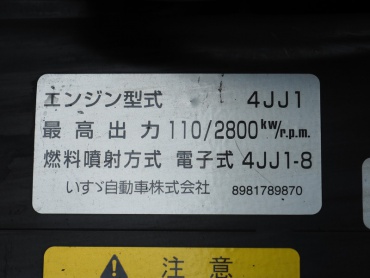 エンジン型式 4JJ1
最高出力 110/2800kW/r.p.m.
燃料噴射方式 電子式 4JJ1-8
いすゞ自動車株式会社 8981789870
注意